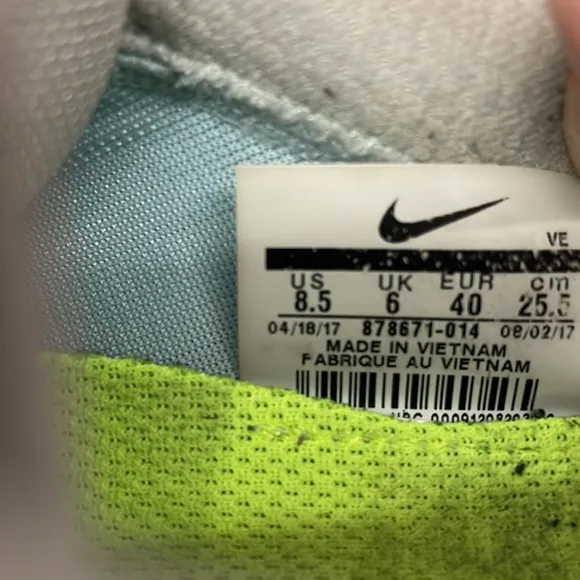 VE
US UK EUR cm
8.5 6 40 25.5
04/18/17 878671-014 08/02/17
MADE IN VIETNAM
FABRIQUE AU VIETNAM